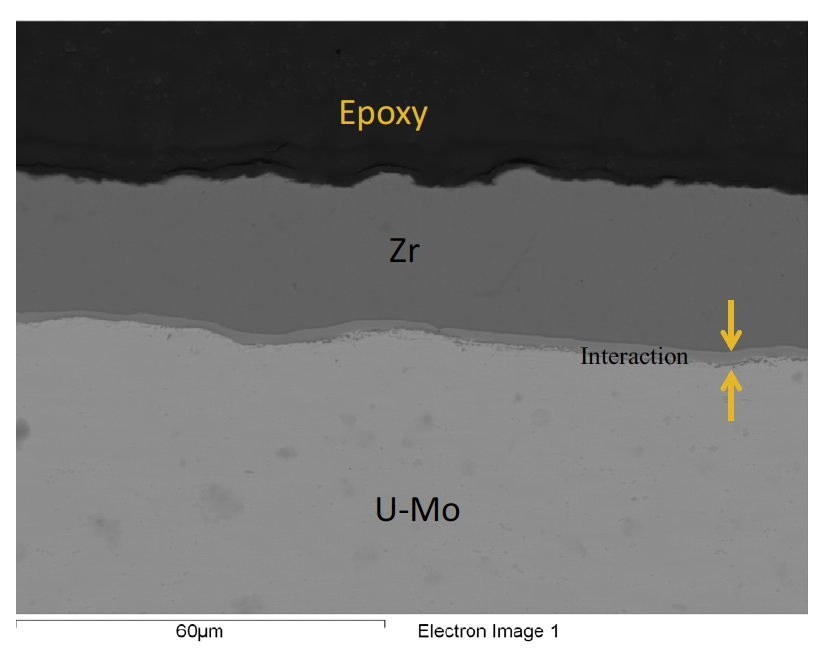 Epoxy
Zr
Interaction
U-Mo
60µm
Electron Image 1